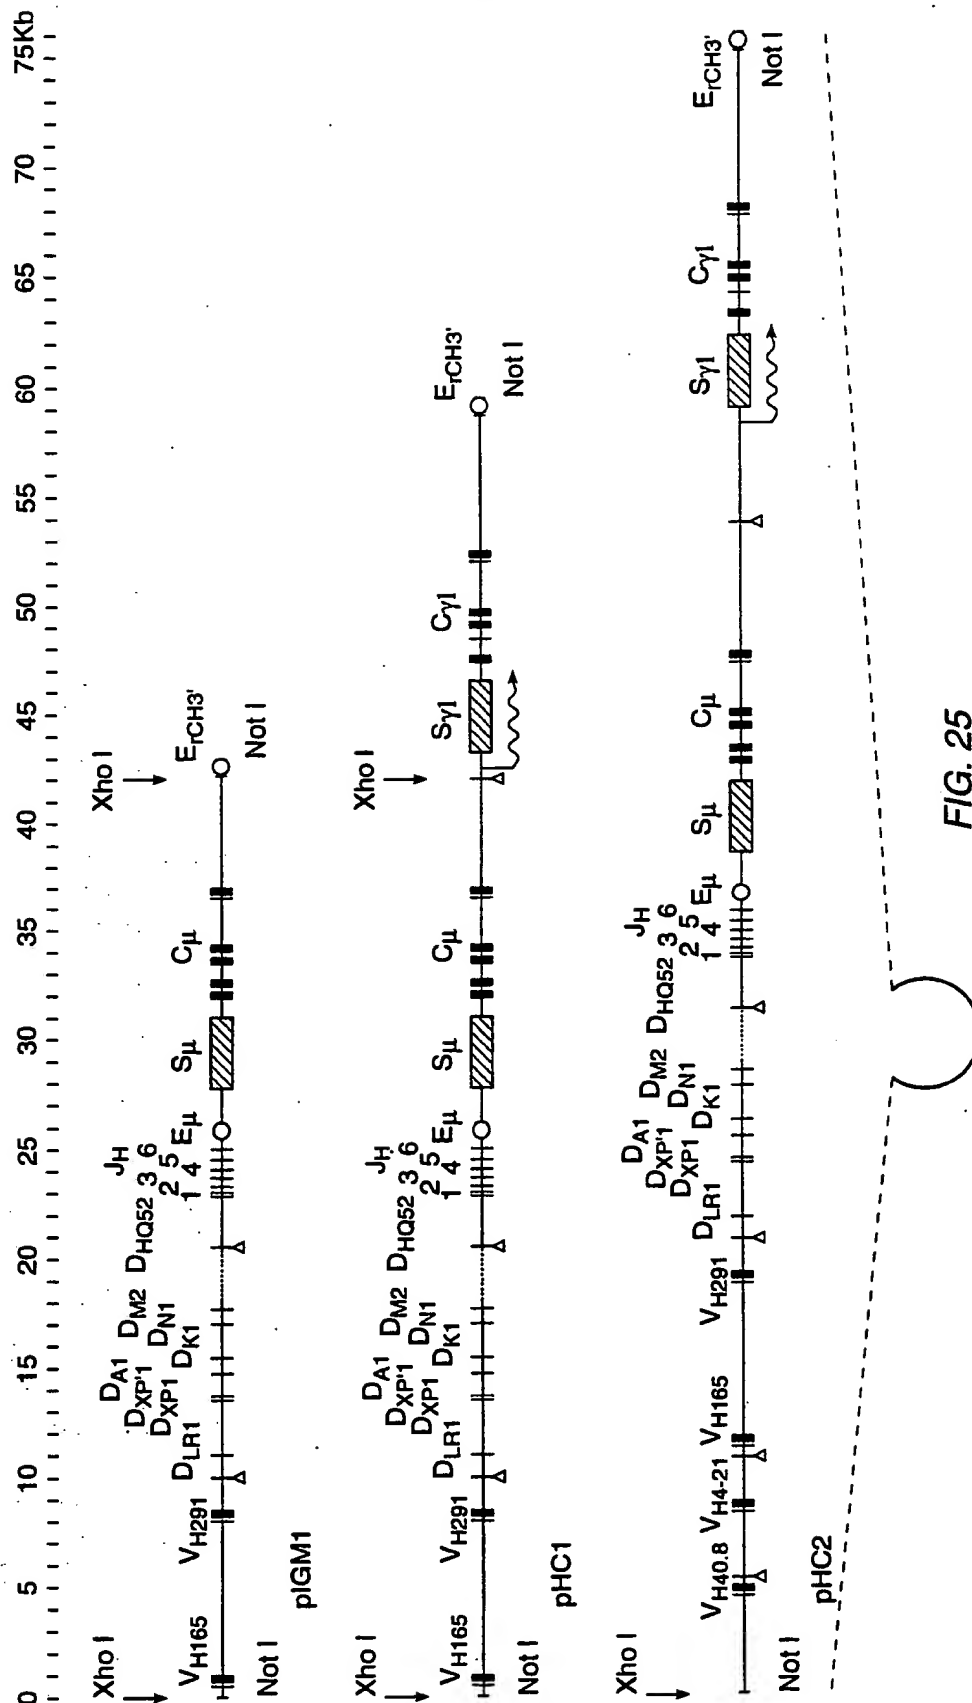 0 5 10 15 20 25 30 35 40 45 50 55 60 65 70 75Kb
Xho I
Xho I
VH165 VH291 DLR1 DXP1 DXP'1 DA1 DK1 DN1 DM2 DHQ52 1 2 3 4 5 6 JH Eμ Sμ Cμ ErCH3'
Not I
Not I
pIGM1
Xho I
Xho I
VH165 VH291 DLR1 DXP1 DXP'1 DA1 DK1 DN1 DM2 DHQ52 1 2 3 4 5 6 JH Eμ Sμ Cμ Sγ1 Cγ1 ErCH3'
Not I
Not I
pHC1
Xho I
VH40.8 VH4-21 VH165 VH291 DLR1 DXP1 DXP'1 DA1 DK1 DN1 DM2 DHQ52 1 2 3 4 5 6 JH Eμ Sμ Cμ Sγ1 Cγ1 ErCH3'
Not I
Not I
pHC2
FIG. 25